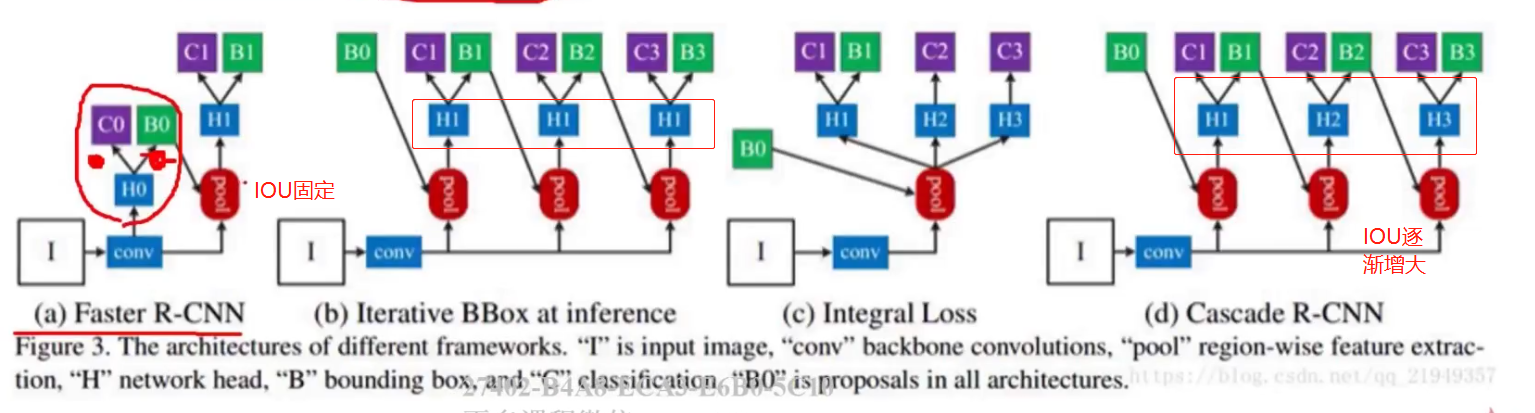 C1 B1
C0 B0 H1
H0 pool
I conv
IOU固定
(a) Faster R-CNN
B0 C1 B1 C2 B2 C3 B3
H1 H1 H1
pool pool pool
I conv
(b) Iterative BBox at inference
C1 B1 C2 C3
H1 H2 H3
B0
pool
I conv
(c) Integral Loss
B0 C1 B1 C2 B2 C3 B3
H1 H2 H3
pool pool pool
I conv
IOU逐
渐增大
(d) Cascade R-CNN
Figure 3. The architectures of different frameworks. “I” is input image, “conv” backbone convolutions, “pool” region-wise feature extrac-
tion, “H” network head, “B” bounding box, and “C” classification. “B0” is proposals in all architectures.
https://blog.csdn.net/qq_21949357